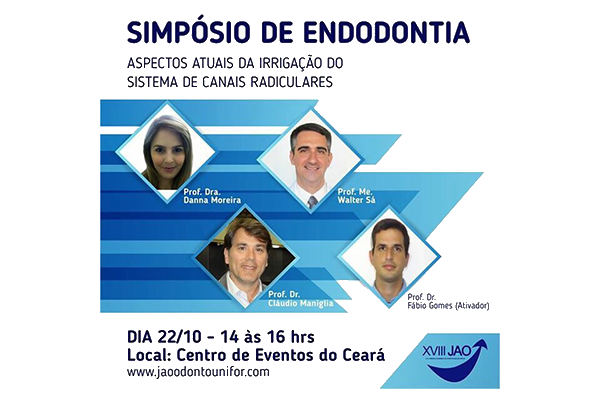 SIMPÓSIO DE ENDODONTIA
ASPECTOS ATUAIS DA IRRIGAÇÃO DO
SISTEMA DE CANAIS RADICULARES
Prof. Dra.
Danna Moreira
Prof. Me.
Walter Sá
Prof. Dr.
Cláudio Maniglia
Prof. Dr.
Fábio Gomes (Ativador)
DIA 22/10 - 14 às 16 hrs
Local: Centro de Eventos do Ceará
www.jaoodontounifor.com
XVIII JAO